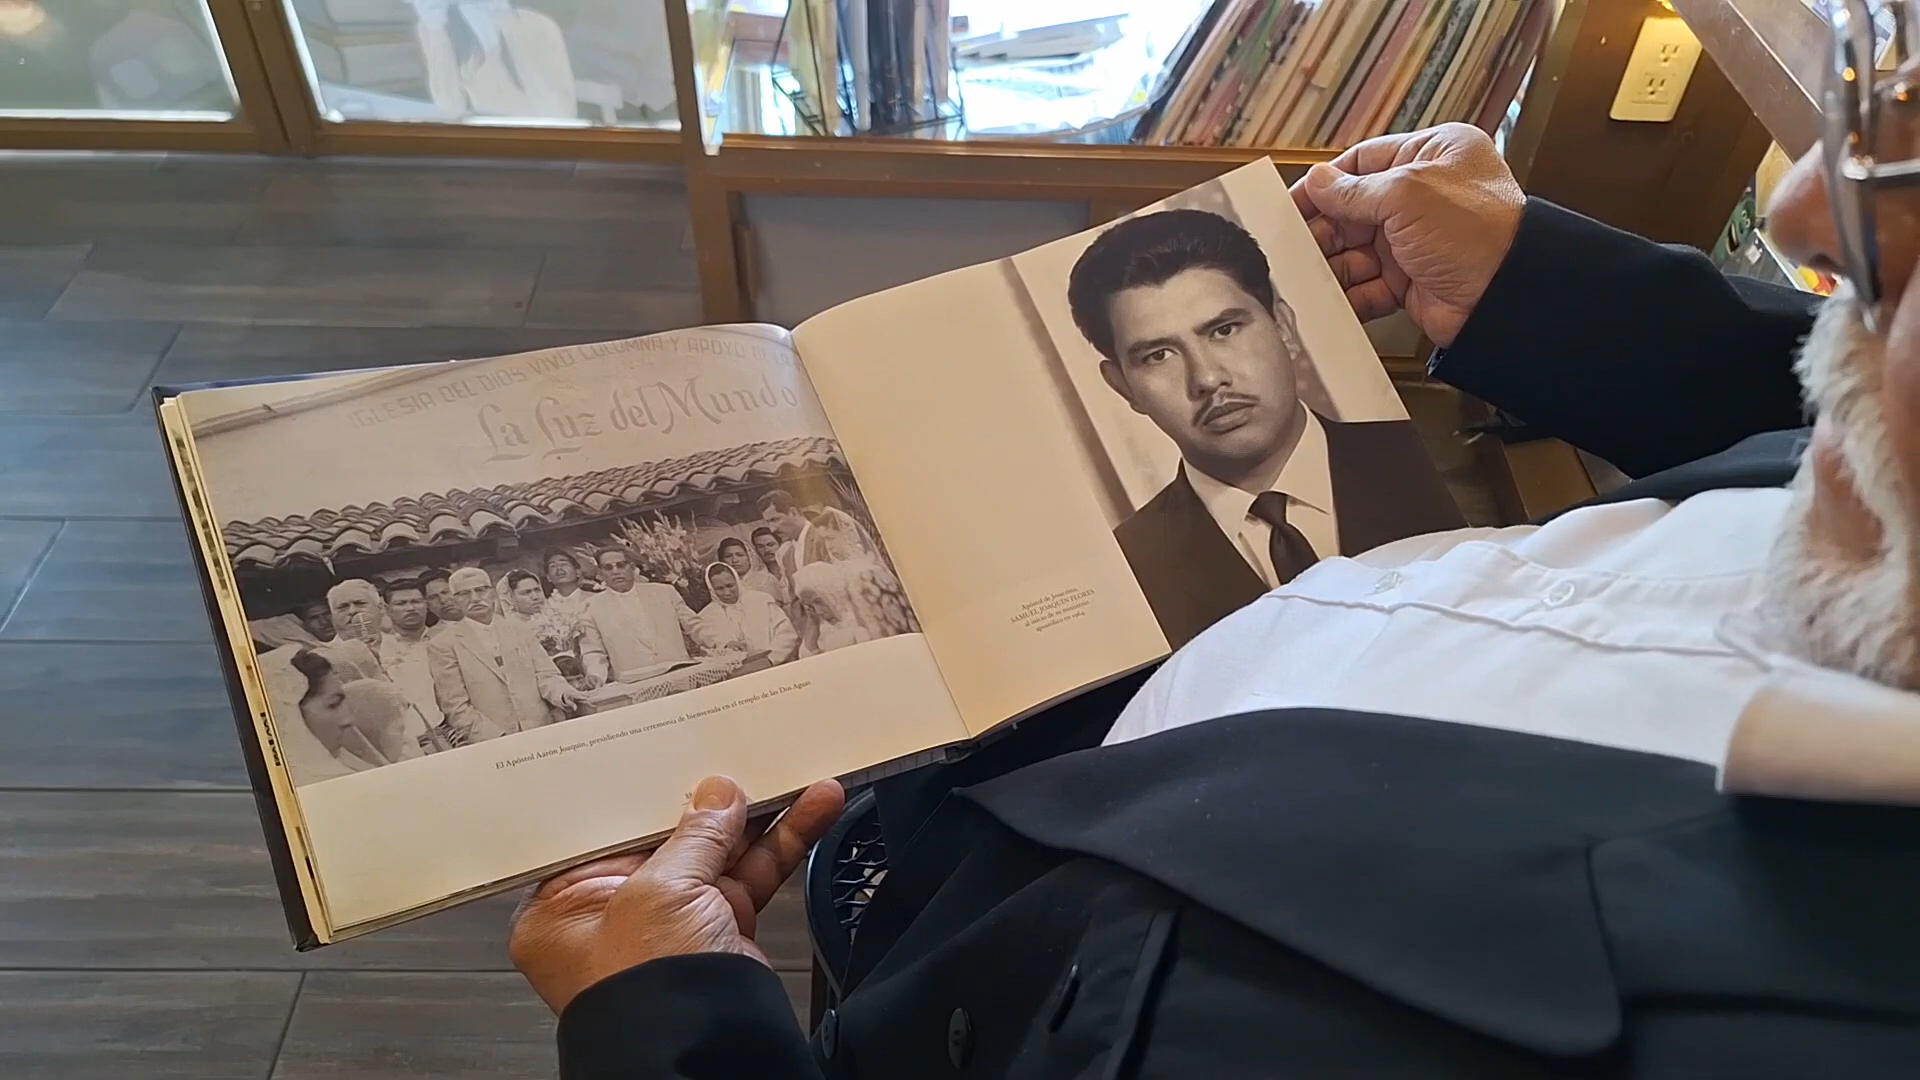 IGLESIA DEL DIOS VIVO COLUMNA Y APOYO DE LA
La Luz del Mundo
El Apóstol Aarón Joaquín, presidiendo una ceremonia de bienvenida en el templo de las Dos Aguas
Apóstol de Jesucristo,
SAMUEL JOAQUÍN FLORES
al inicio de su ministerio
apostólico en 1964